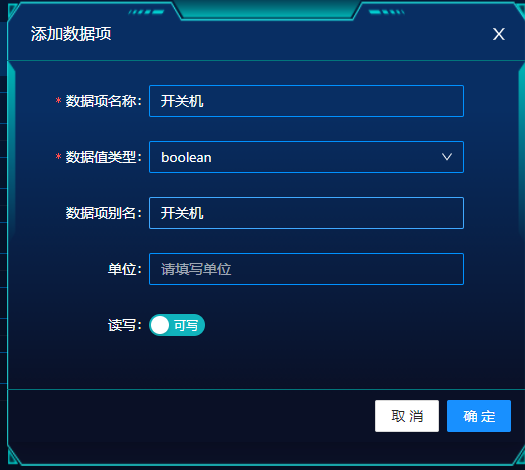 添加数据项 X
* 数据项名称： 开关机
* 数据值类型： boolean
数据项别名： 开关机
单位： 请填写单位
读写： 可写
取 消 确 定